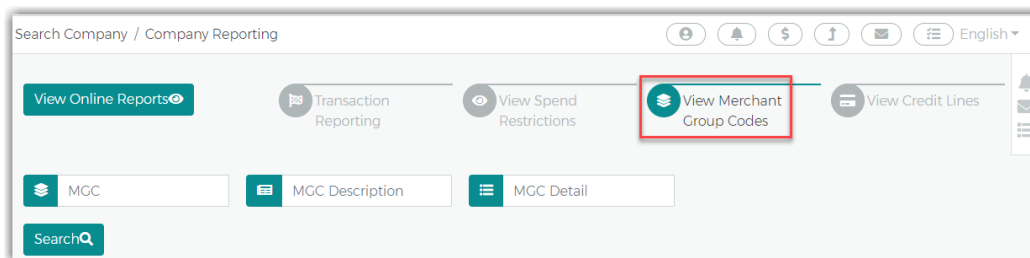 Search Company / Company Reporting
English
View Online Reports
Transaction
Reporting
View Spend
Restrictions
View Merchant
Group Codes
View Credit Lines
MGC
MGC Description
MGC Detail
Search